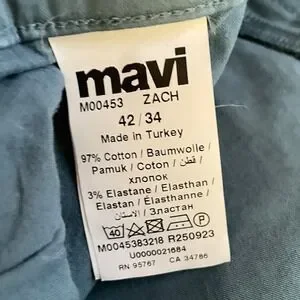 mavi
M00453 ZACH
42/34
Made in Turkey
97% Cotton / Baumwolle /
Pamuk / Coton / قطن /
хлопок
3% Elastane / Elasthan /
Elastan / Élasthanne /
الاستان / Эластан
40
P
M0045383218 R250923
U0000021684
RN 95767 CA 34786